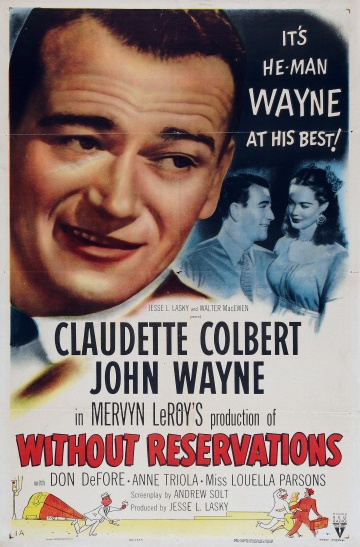 IT'S
HE-MAN
WAYNE
AT HIS BEST!
JESSE L. LASKY and WALTER MacEWEN
present
CLAUDETTE COLBERT
JOHN WAYNE
in MERVYN LeROY'S production of
WITHOUT RESERVATIONS
with DON DeFORE · ANNE TRIOLA · Miss LOUELLA PARSONS
Screenplay by ANDREW SOLT
Produced by JESSE L. LASKY